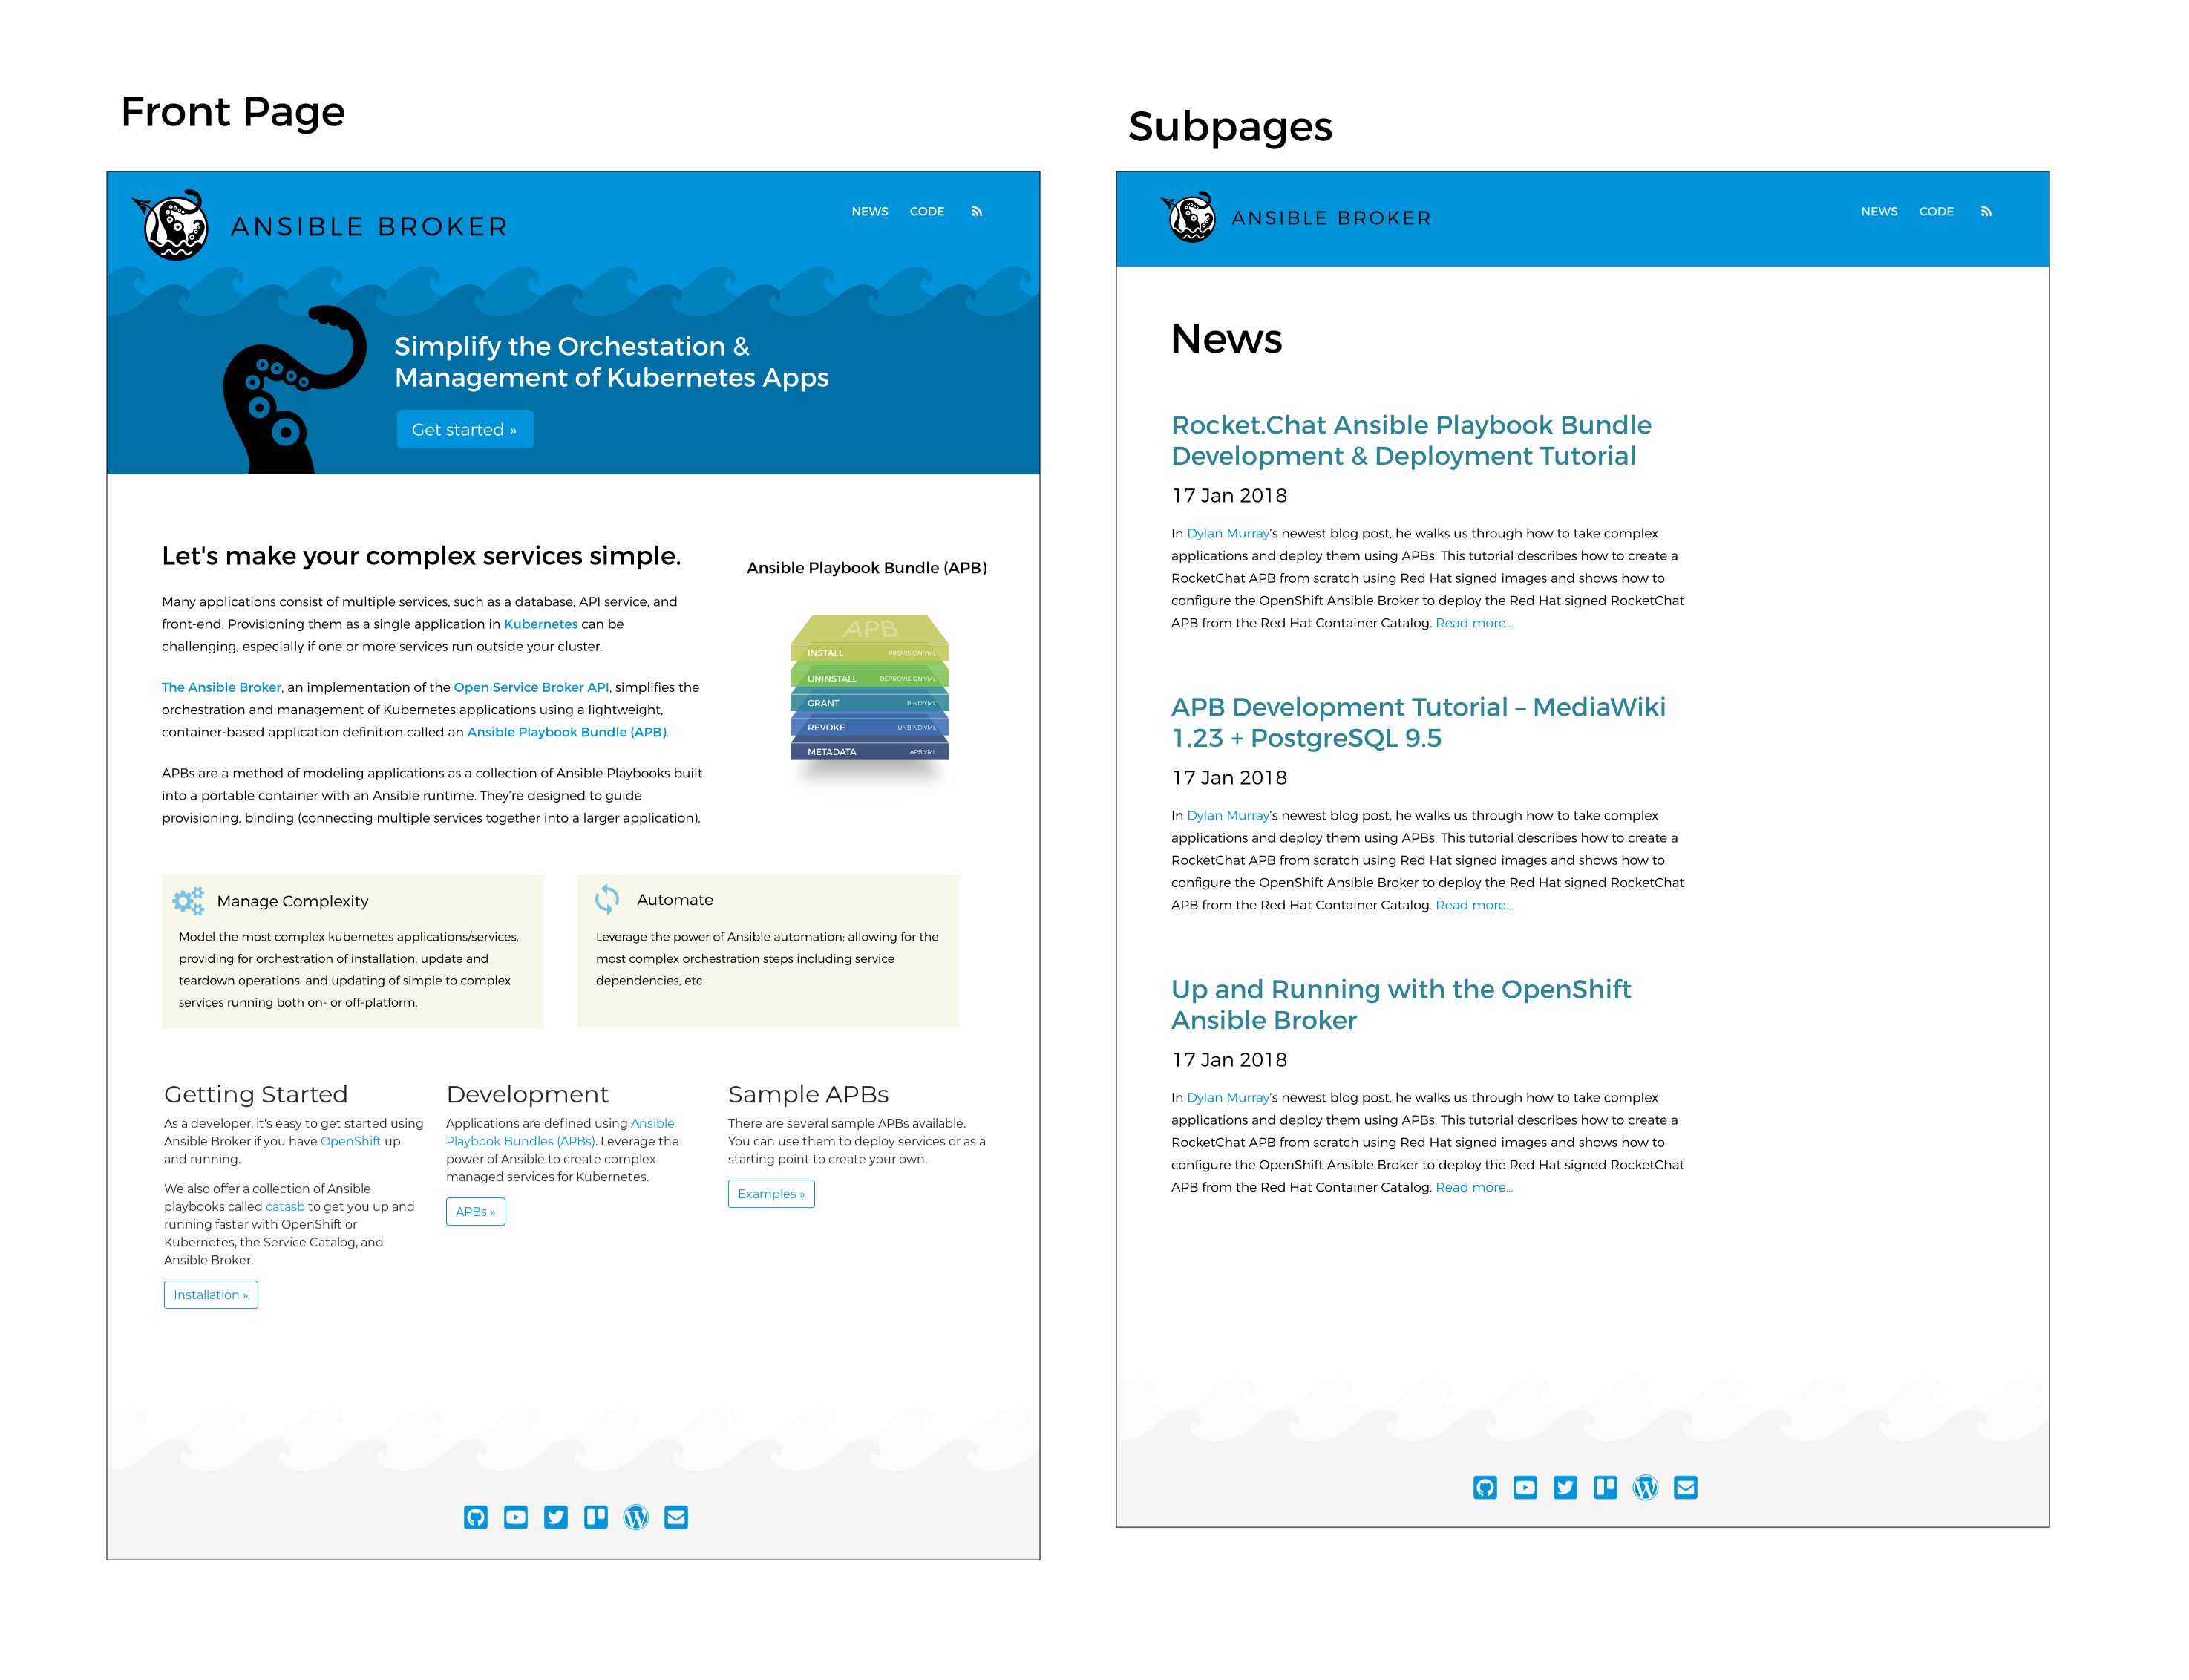 Front Page
ANSIBLE BROKER
NEWS CODE
Simplify the Orchestation &
Management of Kubernetes Apps
Get started »
Let's make your complex services simple.
Many applications consist of multiple services, such as a database, API service, and
front-end. Provisioning them as a single application in Kubernetes can be
challenging, especially if one or more services run outside your cluster.
The Ansible Broker, an implementation of the Open Service Broker API, simplifies the
orchestration and management of Kubernetes applications using a lightweight,
container-based application definition called an Ansible Playbook Bundle (APB).
APBs are a method of modeling applications as a collection of Ansible Playbooks built
into a portable container with an Ansible runtime. They’re designed to guide
provisioning, binding (connecting multiple services together into a larger application),
Ansible Playbook Bundle (APB)
APB
INSTALL PROVISION.YML
UNINSTALL DEPROVISION.YML
GRANT BIND.YML
REVOKE UNBIND.YML
METADATA APB.YML
Manage Complexity
Model the most complex kubernetes applications/services,
providing for orchestration of installation, update and
teardown operations. and updating of simple to complex
services running both on- or off-platform.
Automate
Leverage the power of Ansible automation; allowing for the
most complex orchestration steps including service
dependencies, etc.
Getting Started
As a developer, it's easy to get started using
Ansible Broker if you have OpenShift up
and running.
We also offer a collection of Ansible
playbooks called catasb to get you up and
running faster with OpenShift or
Kubernetes, the Service Catalog, and
Ansible Broker.
Installation »
Development
Applications are defined using Ansible
Playbook Bundles (APBs). Leverage the
power of Ansible to create complex
managed services for Kubernetes.
APBs »
Sample APBs
There are several sample APBs available.
You can use them to deploy services or as a
starting point to create your own.
Examples »
Subpages
ANSIBLE BROKER
NEWS CODE
News
Rocket.Chat Ansible Playbook Bundle
Development & Deployment Tutorial
17 Jan 2018
In Dylan Murray’s newest blog post, he walks us through how to take complex
applications and deploy them using APBs. This tutorial describes how to create a
RocketChat APB from scratch using Red Hat signed images and shows how to
configure the OpenShift Ansible Broker to deploy the Red Hat signed RocketChat
APB from the Red Hat Container Catalog. Read more...
APB Development Tutorial – MediaWiki
1.23 + PostgreSQL 9.5
17 Jan 2018
In Dylan Murray’s newest blog post, he walks us through how to take complex
applications and deploy them using APBs. This tutorial describes how to create a
RocketChat APB from scratch using Red Hat signed images and shows how to
configure the OpenShift Ansible Broker to deploy the Red Hat signed RocketChat
APB from the Red Hat Container Catalog. Read more...
Up and Running with the OpenShift
Ansible Broker
17 Jan 2018
In Dylan Murray’s newest blog post, he walks us through how to take complex
applications and deploy them using APBs. This tutorial describes how to create a
RocketChat APB from scratch using Red Hat signed images and shows how to
configure the OpenShift Ansible Broker to deploy the Red Hat signed RocketChat
APB from the Red Hat Container Catalog. Read more...